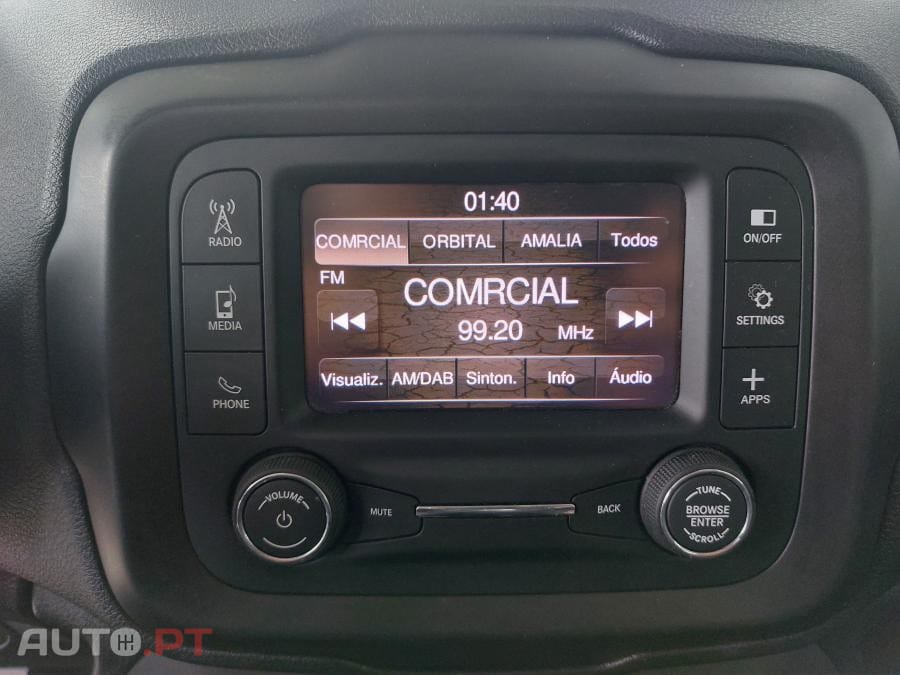 01:40
COMRCIAL ORBITAL AMALIA Todos
FM
COMRCIAL
99.20 MHz
Visualiz. AM/DAB Sinton. Info Áudio
RADIO
MEDIA
PHONE
ON/OFF
SETTINGS
APPS
VOLUME
MUTE
BACK
TUNE
BROWSE
ENTER
SCROLL
AUTO.PT